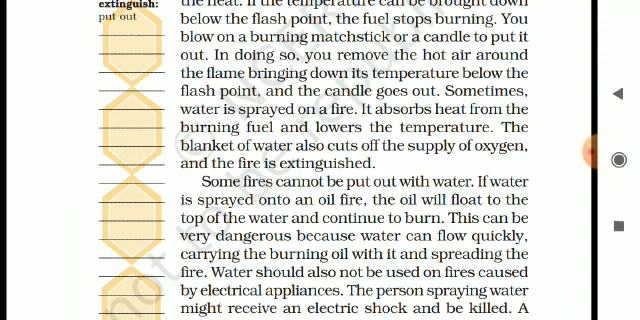 extinguish:
put out
the heat. If the temperature can be brought down
below the flash point, the fuel stops burning. You
blow on a burning matchstick or a candle to put it
out. In doing so, you remove the hot air around
the flame bringing down its temperature below the
flash point, and the candle goes out. Sometimes,
water is sprayed on a fire. It absorbs heat from the
burning fuel and lowers the temperature. The
blanket of water also cuts off the supply of oxygen,
and the fire is extinguished.
Some fires cannot be put out with water. If water
is sprayed onto an oil fire, the oil will float to the
top of the water and continue to burn. This can be
very dangerous because water can flow quickly,
carrying the burning oil with it and spreading the
fire. Water should also not be used on fires caused
by electrical appliances. The person spraying water
might receive an electric shock and be killed. A
© NCERT
not to be republished